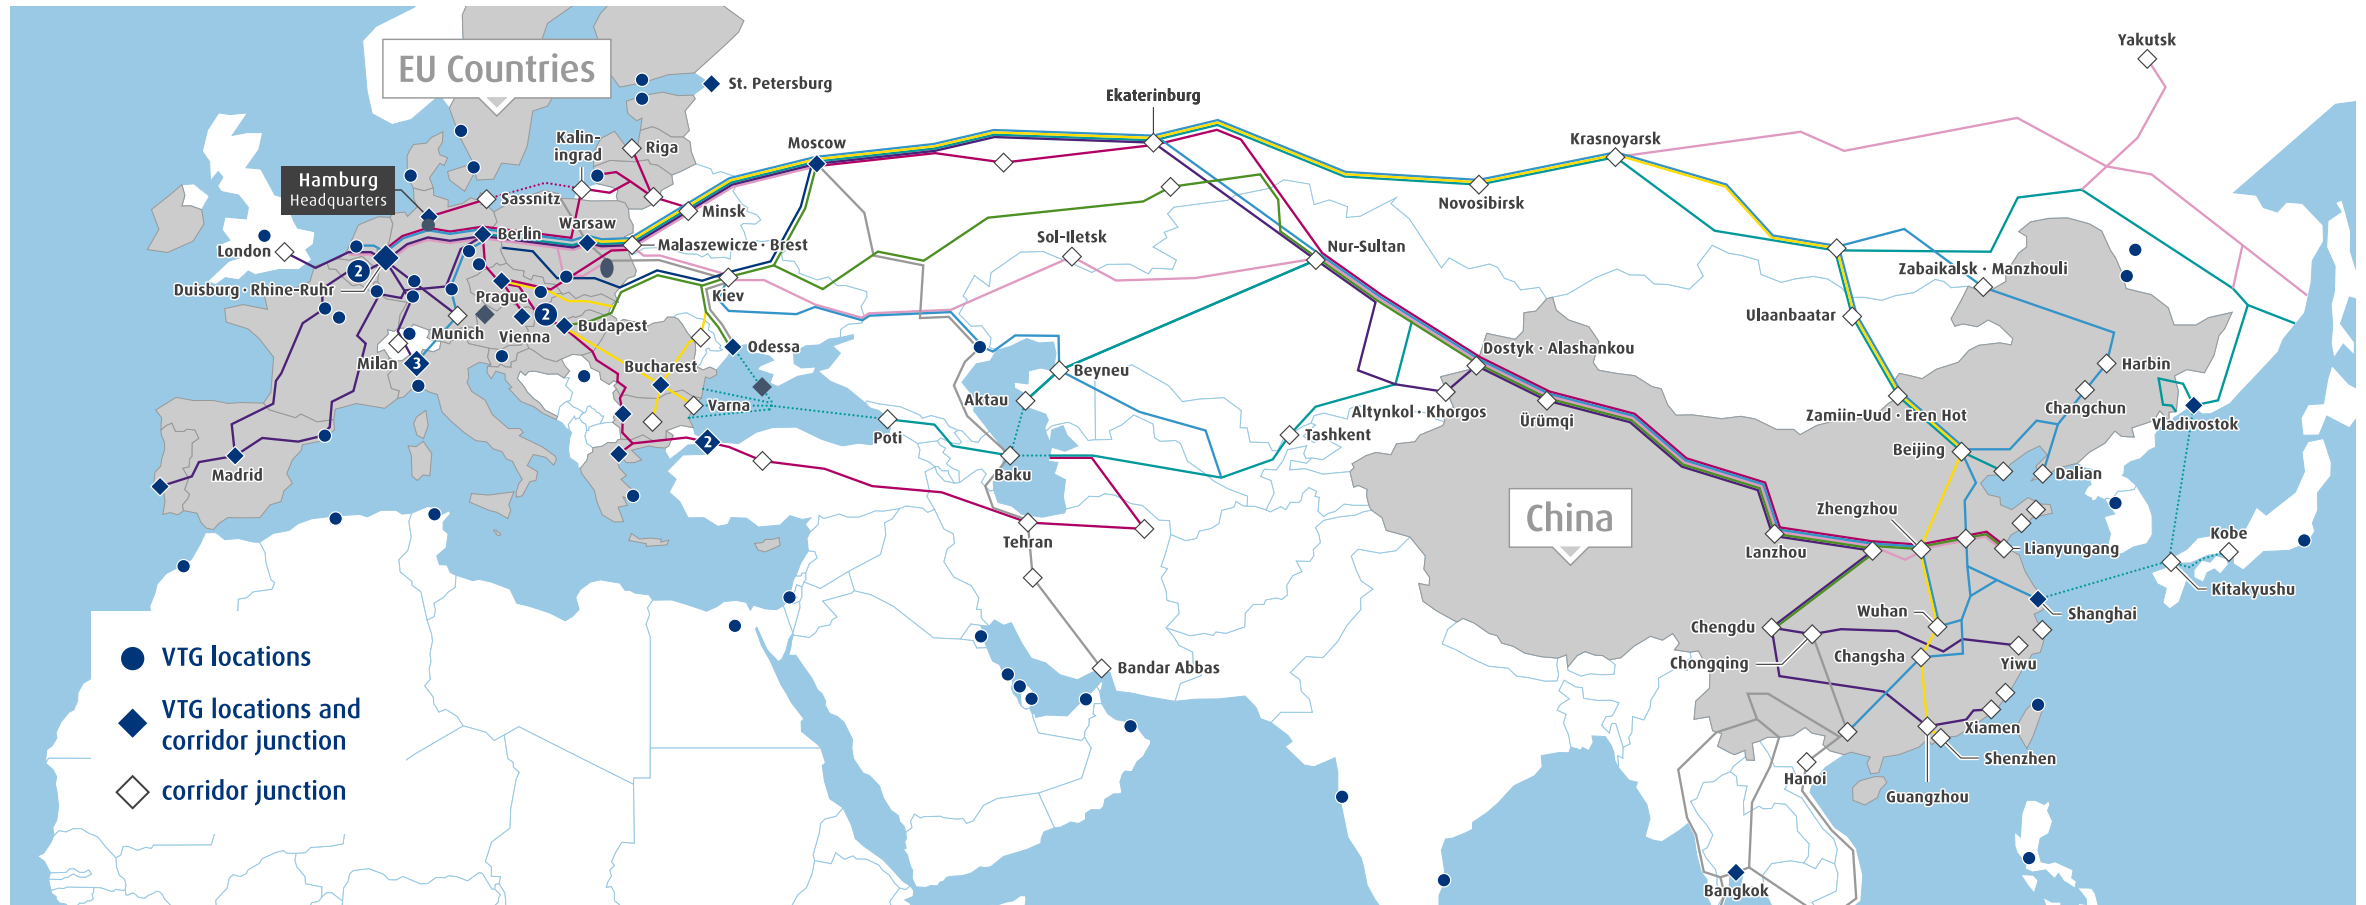 EU Countries
Yakutsk
St. Petersburg
Ekaterinburg
Kalin-
ingrad
Riga
Moscow
Krasnoyarsk
Hamburg
Headquarters
Sassnitz
Minsk
Novosibirsk
Warsaw
Berlin
London
Malaszewicze · Brest
Sol-Iletsk
Nur-Sultan
2
Duisburg · Rhine-Ruhr
Zabaikalsk · Manzhouli
Prague
Kiev
2
Ulaanbaatar
Munich
Vienna
Budapest
Odessa
Dostyk · Alashankou
Milan
3
Bucharest
Beyneu
Harbin
Aktau
Varna
Altynkol · Khorgos
Ürümqi
Zamiin-Uud · Eren Hot
Changchun
Vladivostok
Poti
Tashkent
2
Beijing
Madrid
Baku
Dalian
Zhengzhou
China
Tehran
Lanzhou
Lianyungang
Kobe
Kitakyushu
Wuhan
Shanghai
Chengdu
VTG locations
Bandar Abbas
Chongqing
Changsha
Yiwu
VTG locations and
corridor junction
Xiamen
Shenzhen
Hanoi
corridor junction
Guangzhou
Bangkok